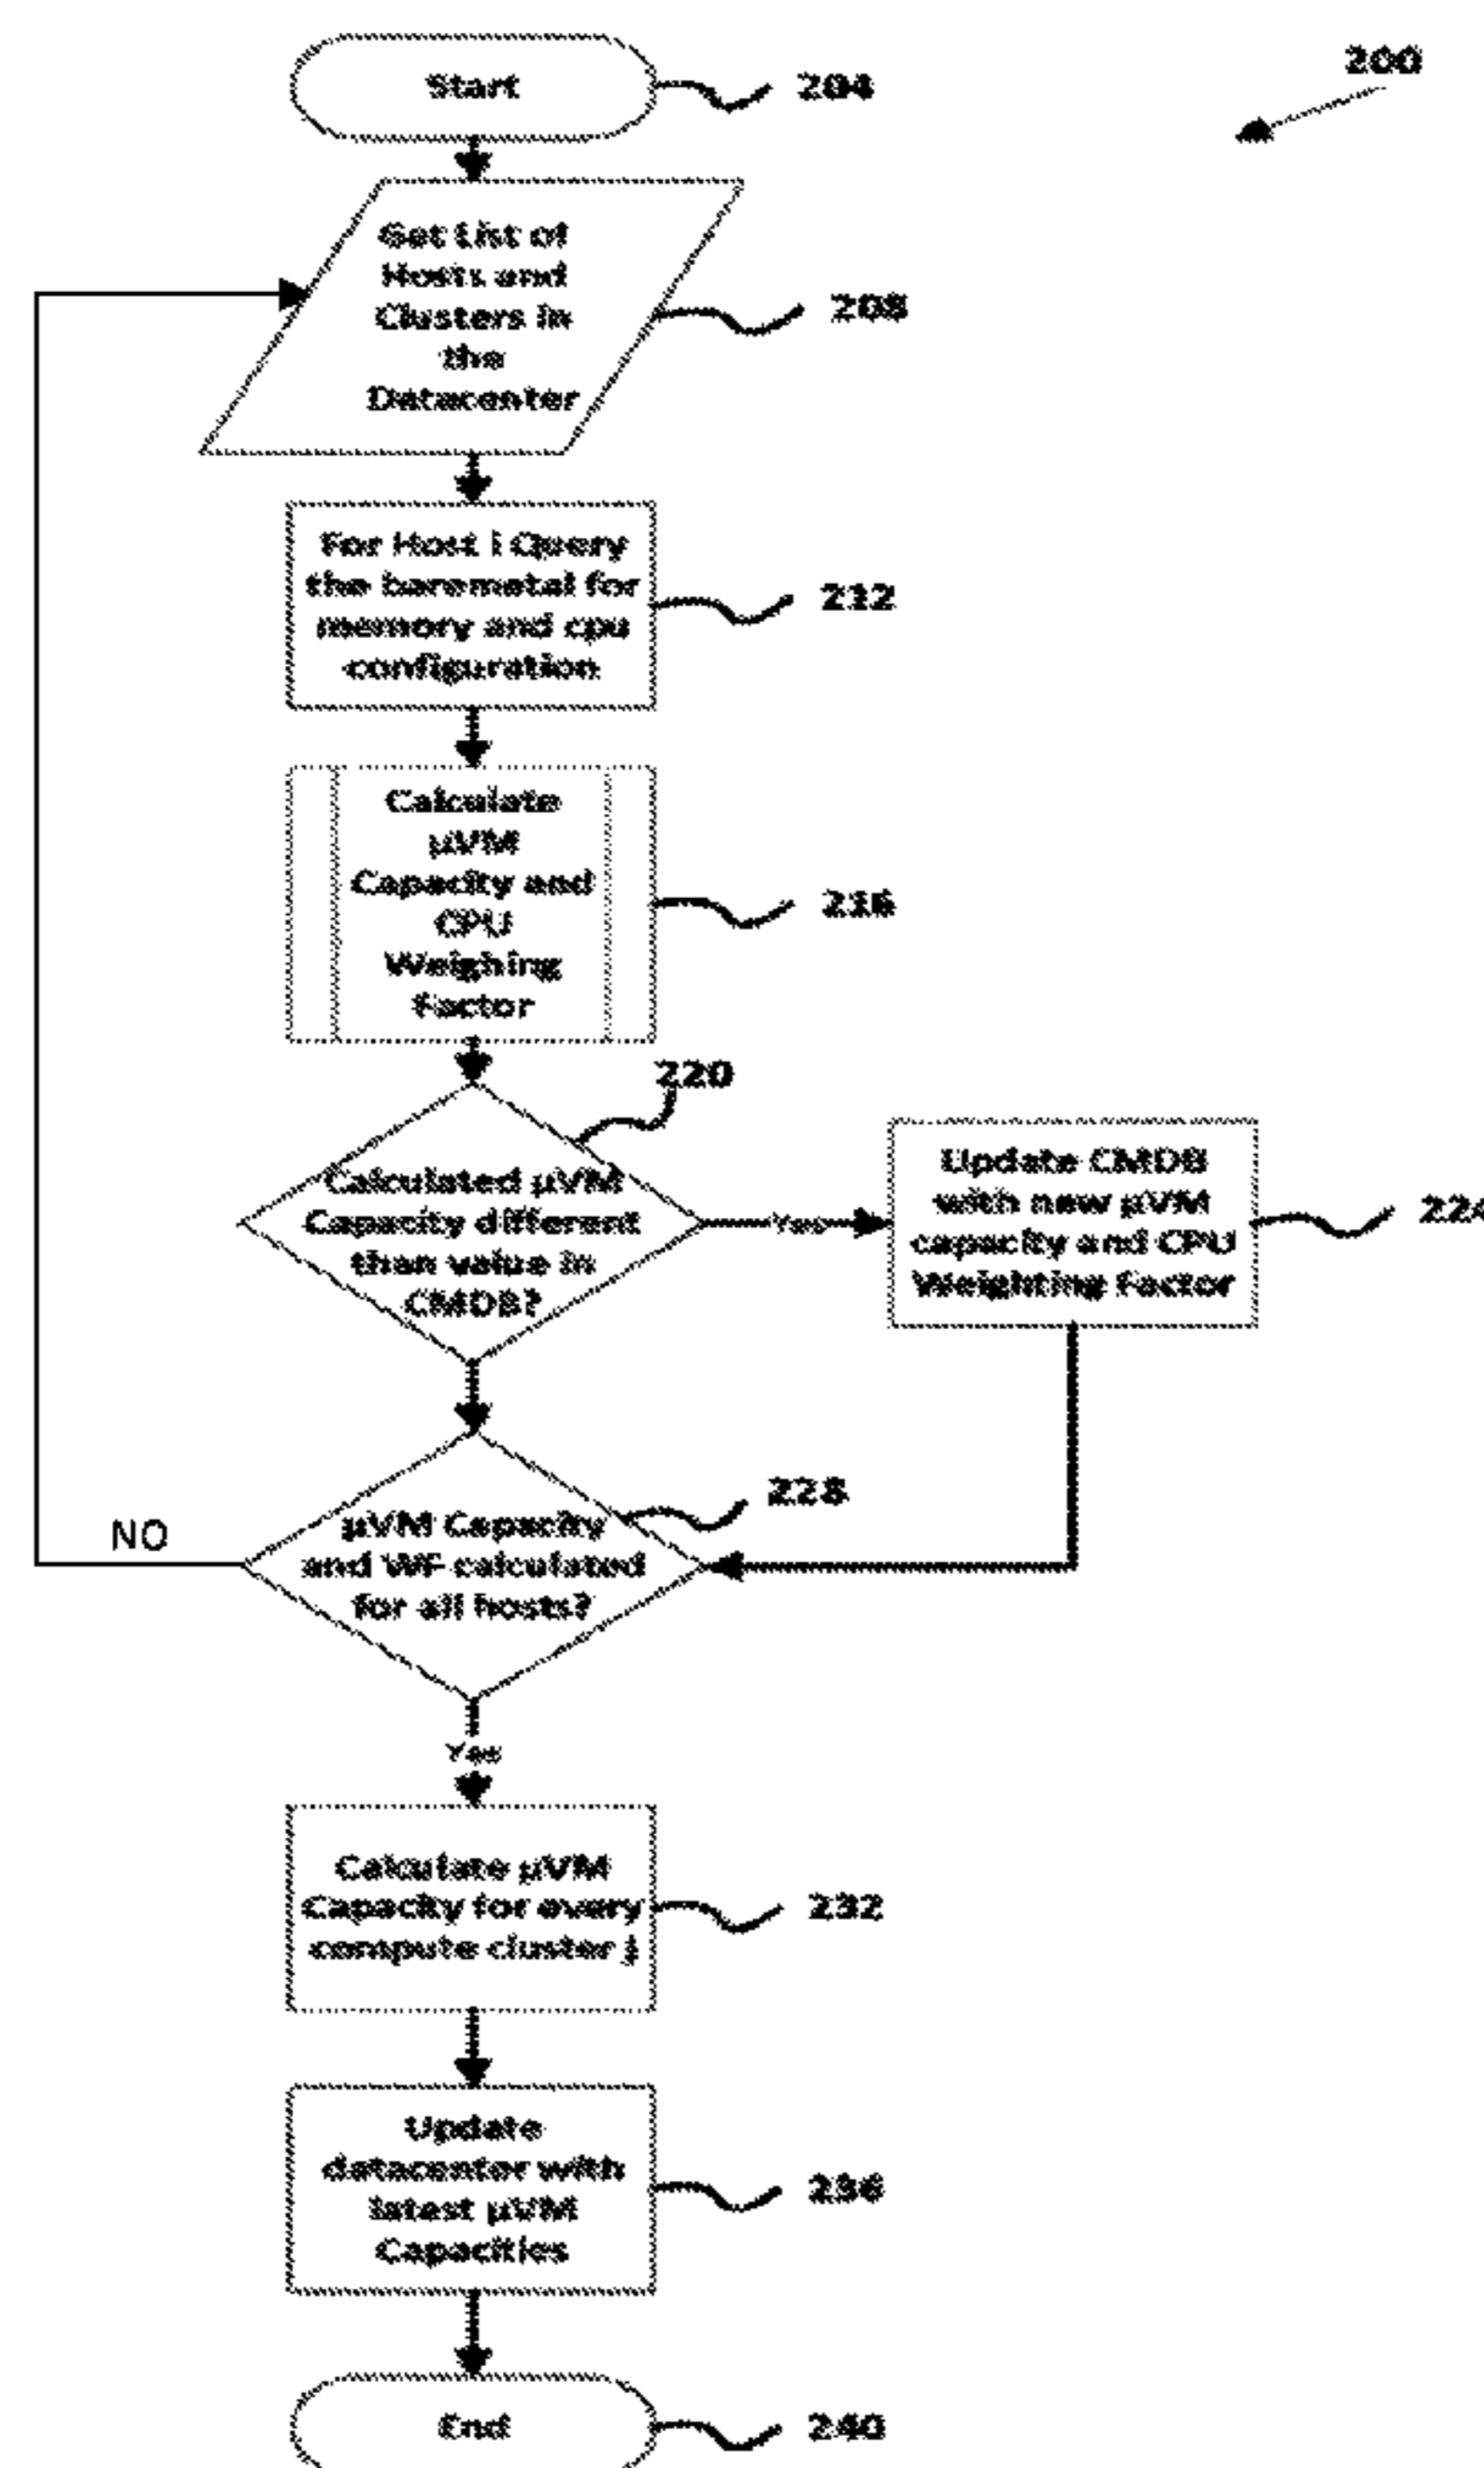 200
Start
204
Get List of
Hosts and
Clusters in
the
Datacenter
208
For Host i Query
the baremetal for
memory and cpu
configuration
212
Calculate
µVM
Capacity and
CPU
Weighing
Factor
216
220
Calculated µVM
Capacity different
than value in
CMDB?
Yes
Update CMDB
with new µVM
capacity and CPU
Weighting Factor
224
228
µVM Capacity
and WF calculated
for all hosts?
NO
Yes
Calculate µVM
Capacity for every
compute cluster j
232
Update
datacenter with
latest µVM
Capacities
236
End
240